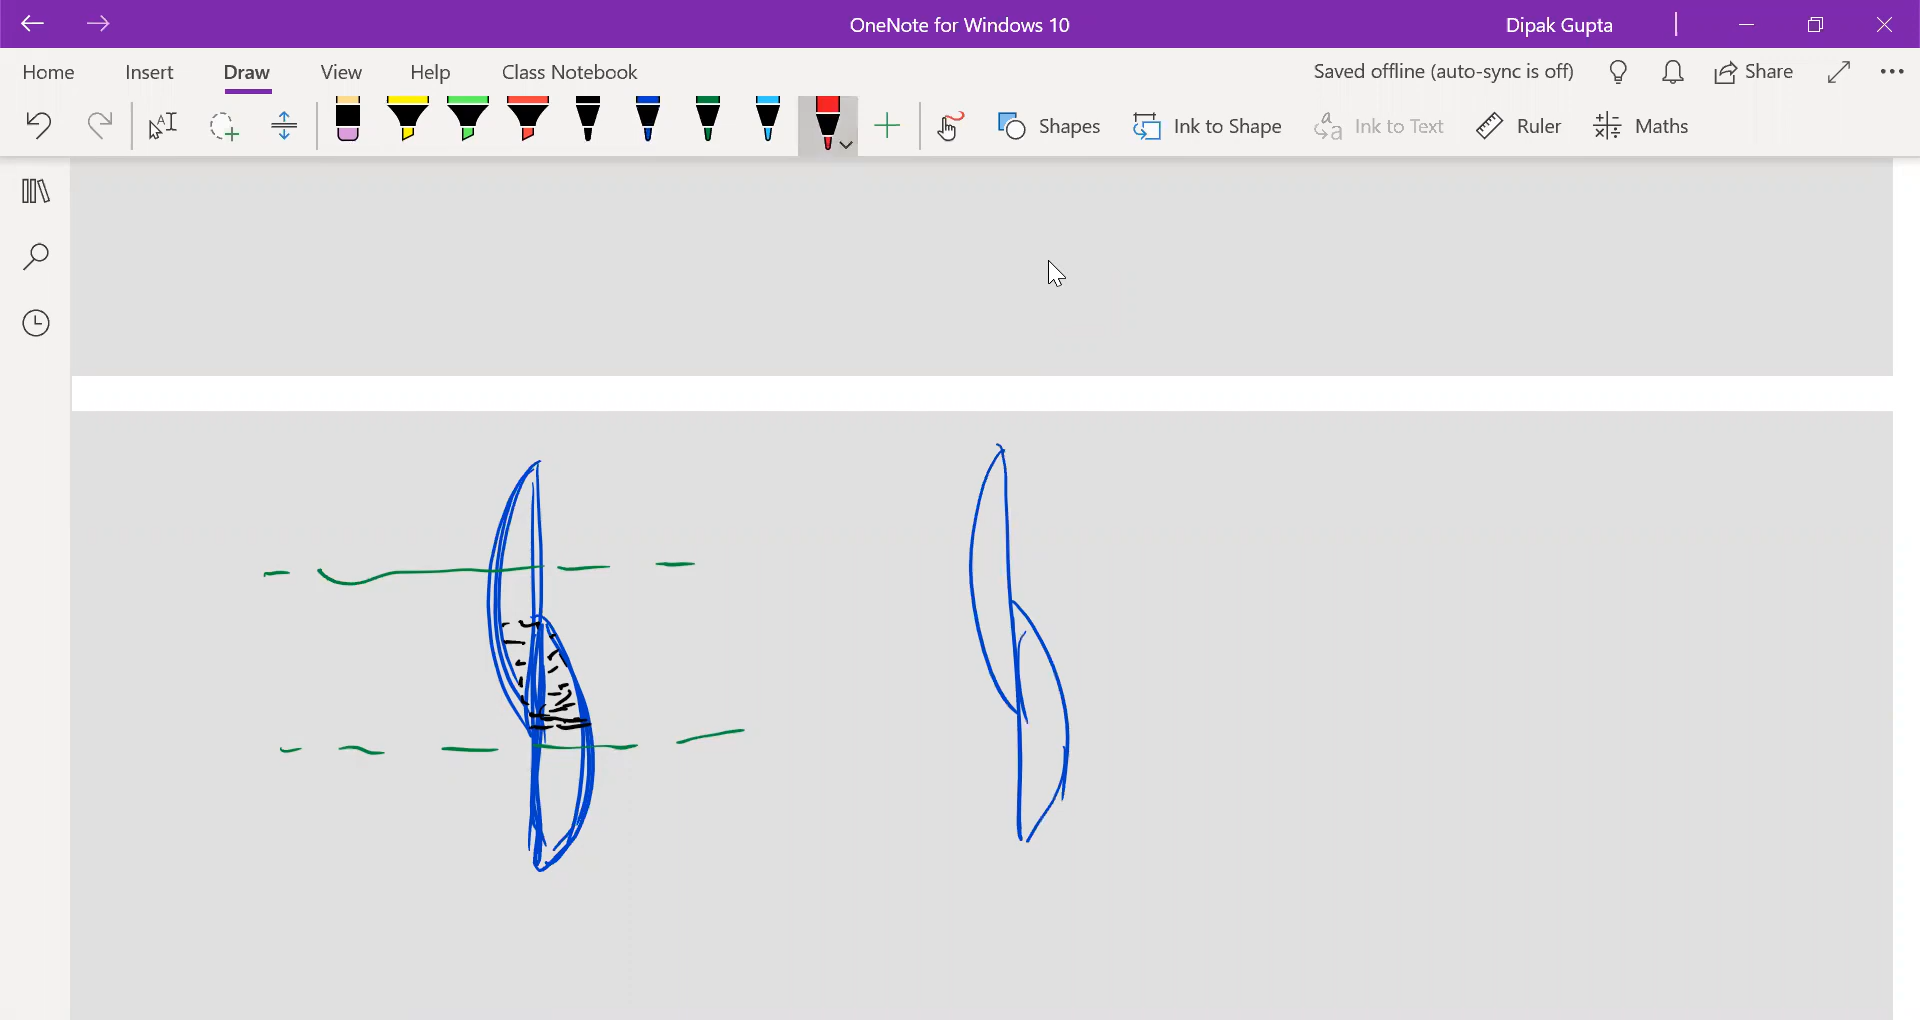 OneNote for Windows 10 Dipak Gupta
Home Insert Draw View Help Class Notebook Saved offline (auto-sync is off) Share
Shapes Ink to Shape Ink to Text Ruler Maths